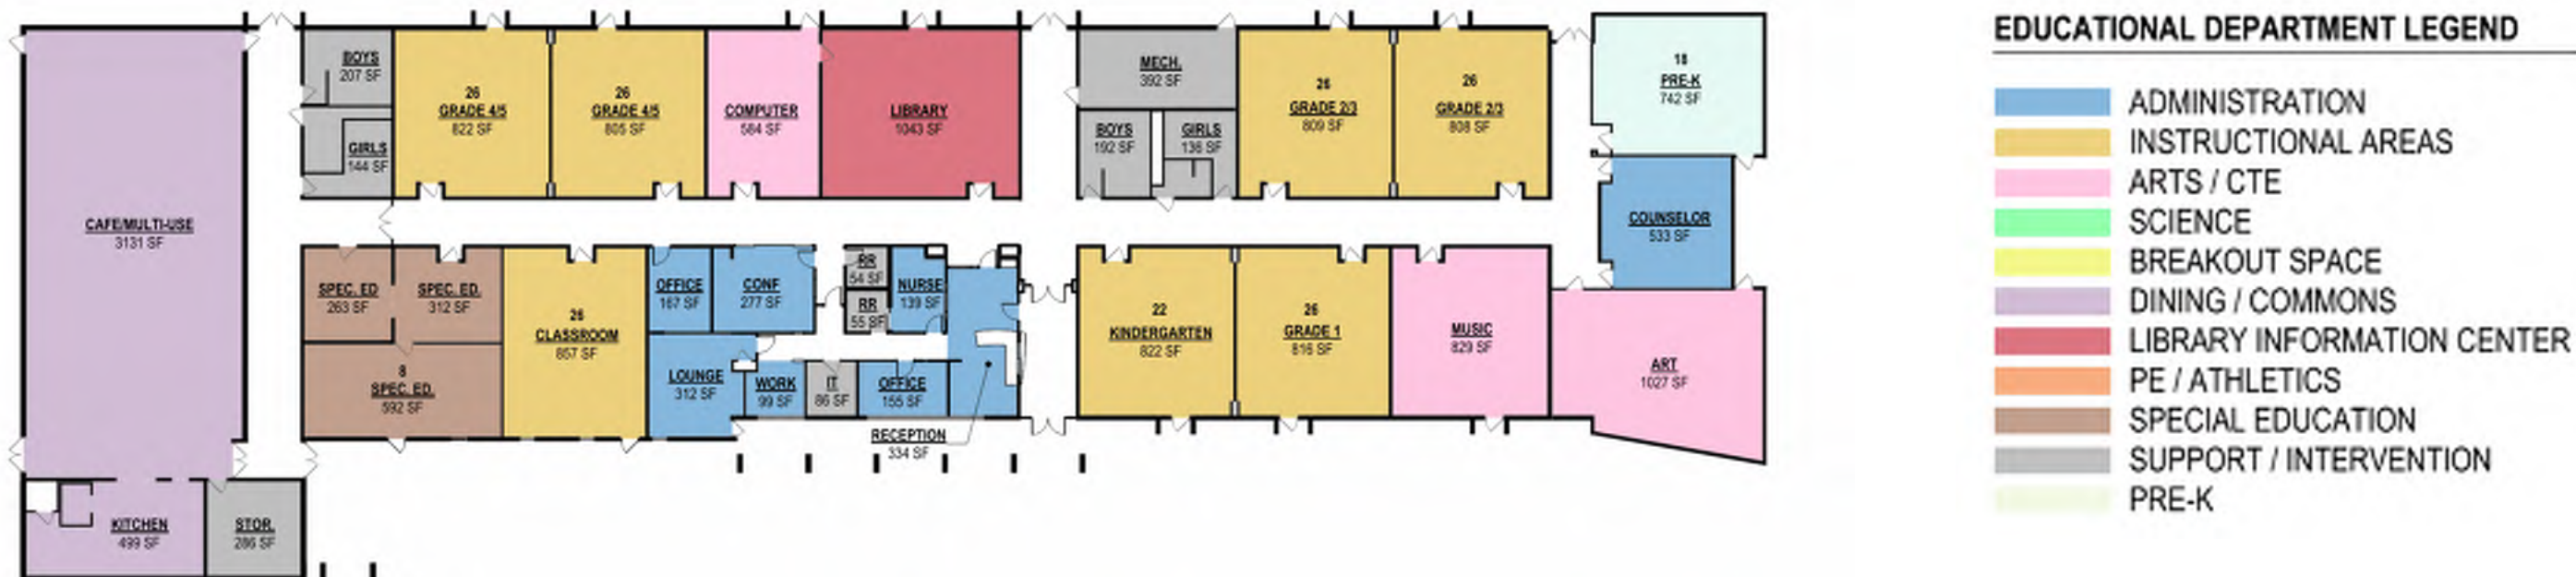 BOYS
207 SF
GIRLS
144 SF
26
GRADE 4/5
822 SF
26
GRADE 4/5
805 SF
COMPUTER
584 SF
LIBRARY
1043 SF
MECH.
392 SF
BOYS
192 SF
GIRLS
136 SF
26
GRADE 2/3
809 SF
26
GRADE 2/3
808 SF
18
PRE-K
742 SF
CAFE/MULTI-USE
3131 SF
COUNSELOR
533 SF
SPEC. ED
263 SF
SPEC. ED.
312 SF
8
SPEC. ED.
592 SF
26
CLASSROOM
857 SF
OFFICE
167 SF
CONF
277 SF
RR
54 SF
RR
55 SF
NURSE
139 SF
LOUNGE
312 SF
WORK
99 SF
IT
86 SF
OFFICE
155 SF
RECEPTION
334 SF
22
KINDERGARTEN
822 SF
26
GRADE 1
816 SF
MUSIC
829 SF
ART
1027 SF
KITCHEN
499 SF
STOR.
286 SF
EDUCATIONAL DEPARTMENT LEGEND
ADMINISTRATION
INSTRUCTIONAL AREAS
ARTS / CTE
SCIENCE
BREAKOUT SPACE
DINING / COMMONS
LIBRARY INFORMATION CENTER
PE / ATHLETICS
SPECIAL EDUCATION
SUPPORT / INTERVENTION
PRE-K